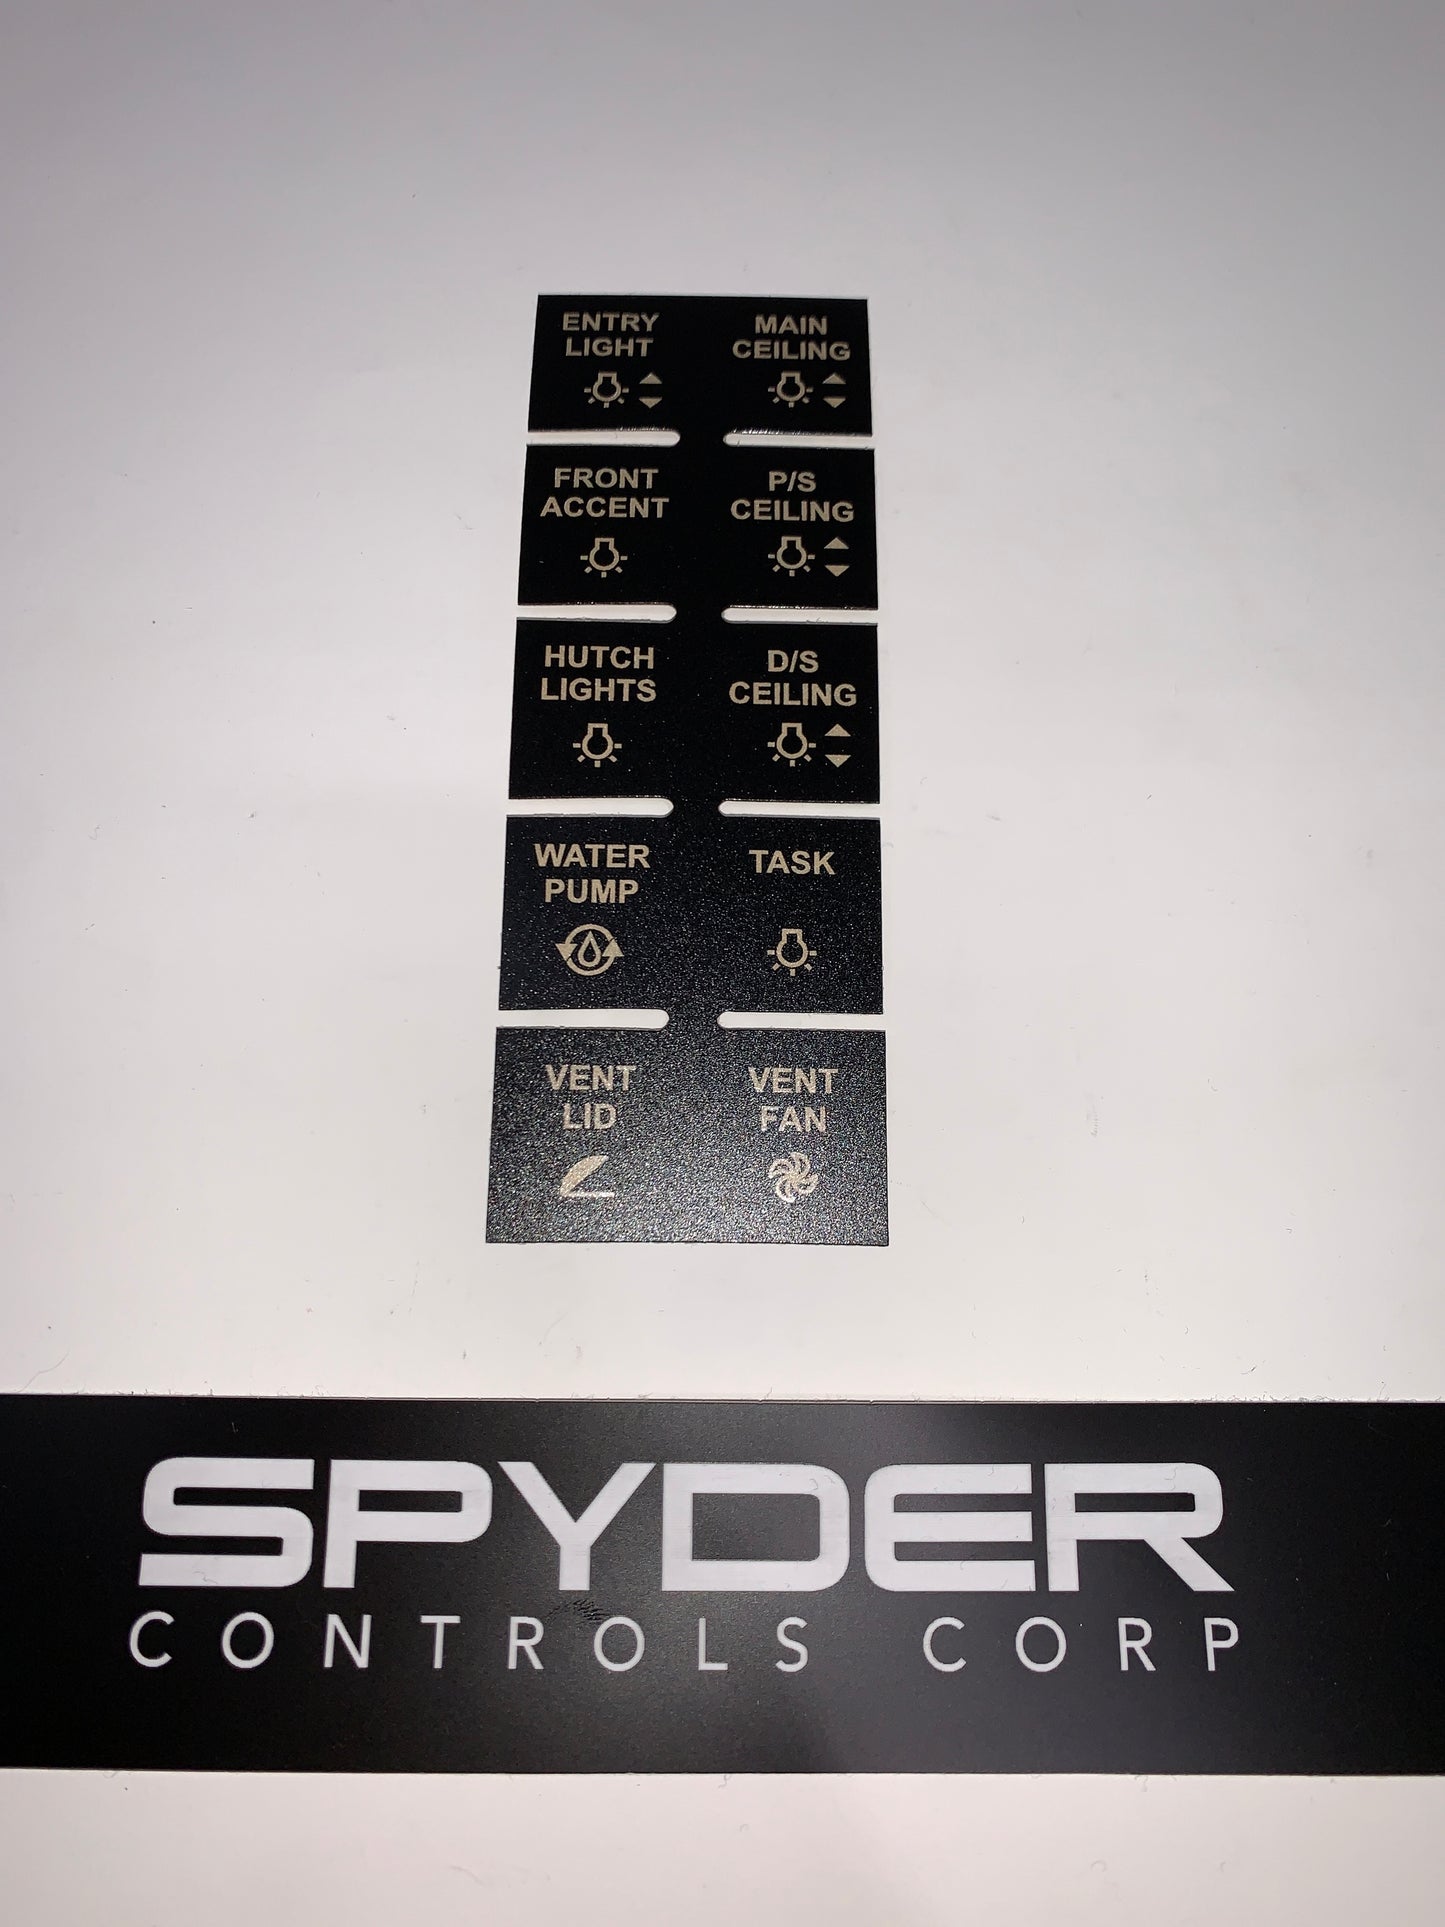 ENTRY
LIGHT
MAIN
CEILING
FRONT
ACCENT
P/S
CEILING
HUTCH
LIGHTS
D/S
CEILING
WATER
PUMP
TASK
VENT
LID
VENT
FAN
SPYDER
CONTROLS CORP